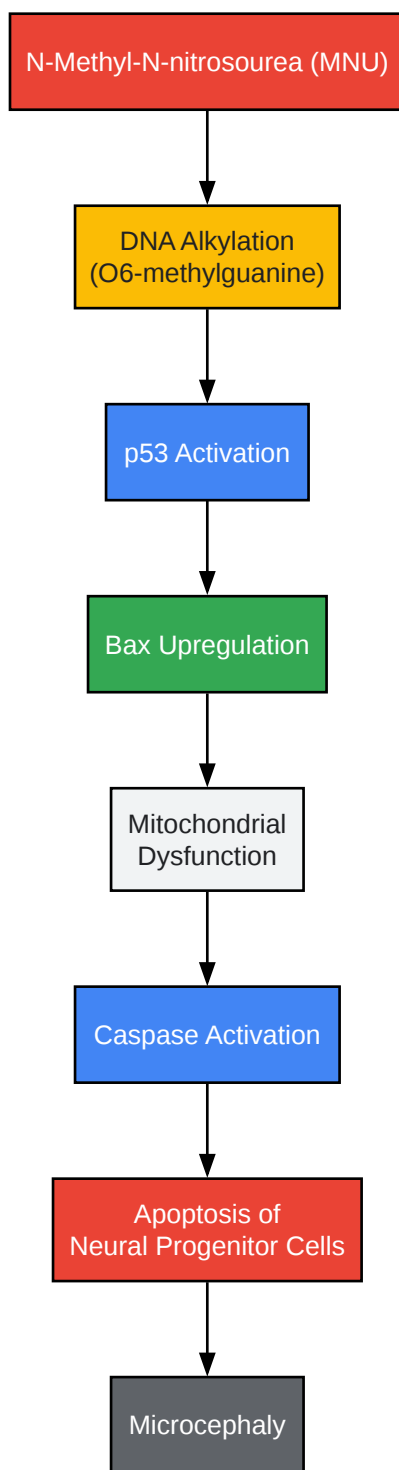 N-Methyl-N-nitrosourea (MNU)
DNA Alkylation
(O6-methylguanine)
p53 Activation
Bax Upregulation
Mitochondrial
Dysfunction
Caspase Activation
Apoptosis of
Neural Progenitor Cells
Microcephaly